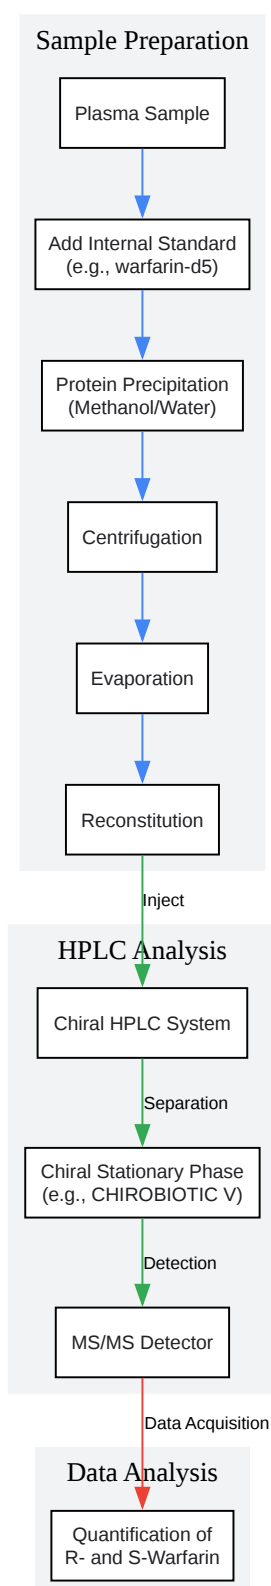 Sample Preparation
Plasma Sample
Add Internal Standard
(e.g., warfarin-d5)
Protein Precipitation
(Methanol/Water)
Centrifugation
Evaporation
Reconstitution
Inject
HPLC Analysis
Chiral HPLC System
Separation
Chiral Stationary Phase
(e.g., CHIROBIOTIC V)
Detection
MS/MS Detector
Data Acquisition
Data Analysis
Quantification of
R- and S-Warfarin